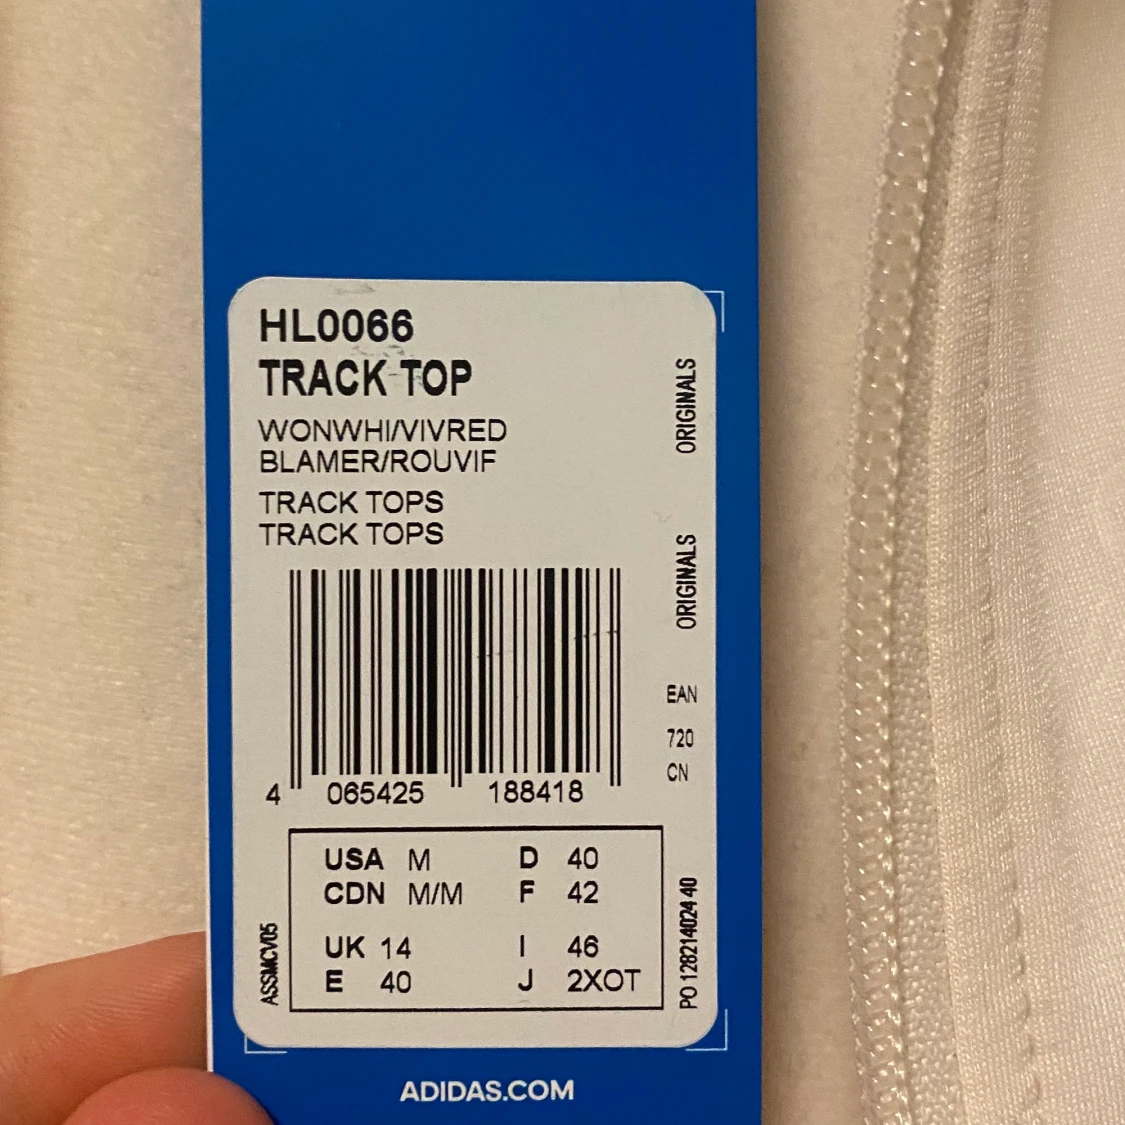 HL0066
TRACK TOP
WONWHI/VIVRED
BLAMER/ROUVIF
TRACK TOPS
TRACK TOPS
ORIGINALS
ORIGINALS
EAN
720
CN
4 065425 188418
USA M D 40
CDN M/M F 42
UK 14 I 46
E 40 J 2XOT
ASSMCV05
PO 128214024 40
ADIDAS.COM